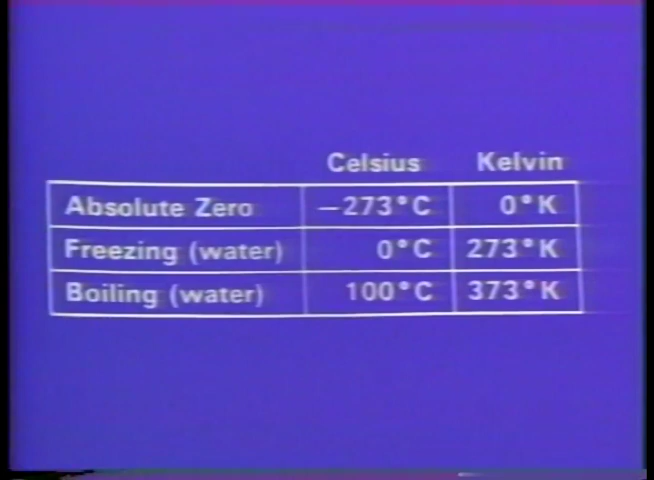 Celsius Kelvin
Absolute Zero −273°C 0°K
Freezing (water) 0°C 273°K
Boiling (water) 100°C 373°K